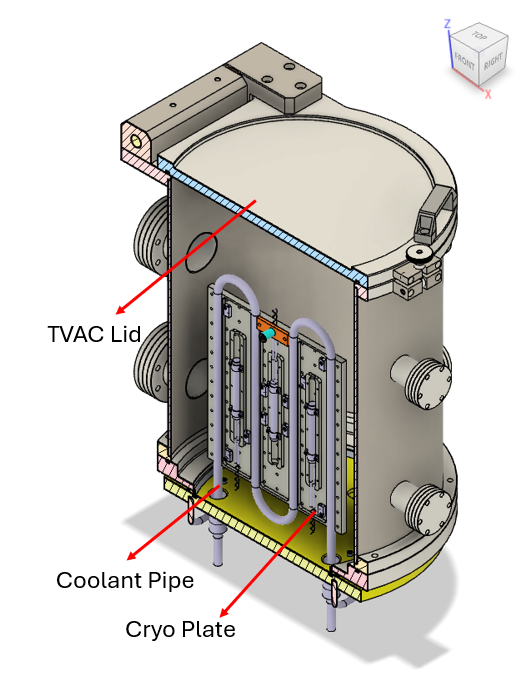 Z
TOP
FRONT
RIGHT
X
TVAC Lid
Coolant Pipe
Cryo Plate